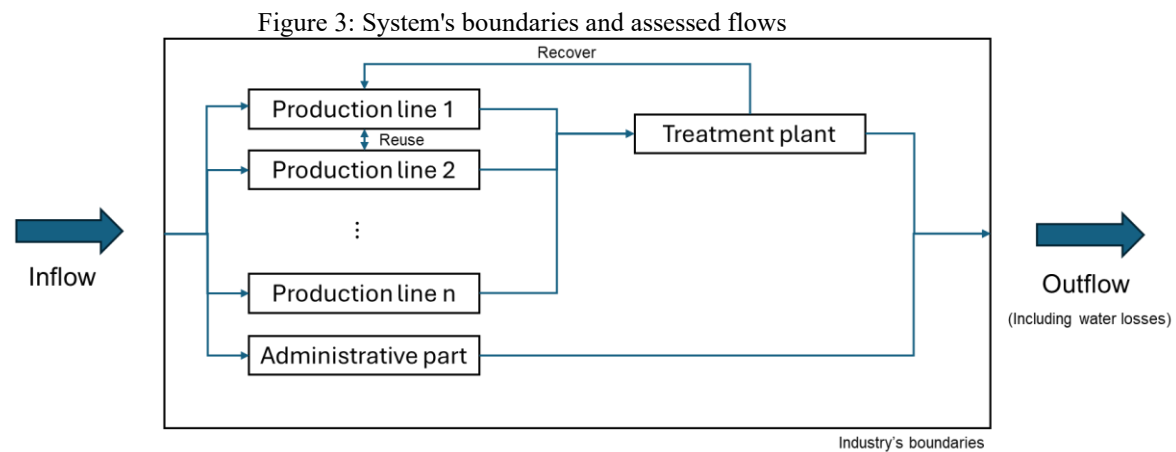 Figure 3: System's boundaries and assessed flows
Recover
Production line 1
Treatment plant
Reuse
Production line 2
⋮
Inflow
Production line n
Outflow
(Including water losses)
Administrative part
Industry's boundaries